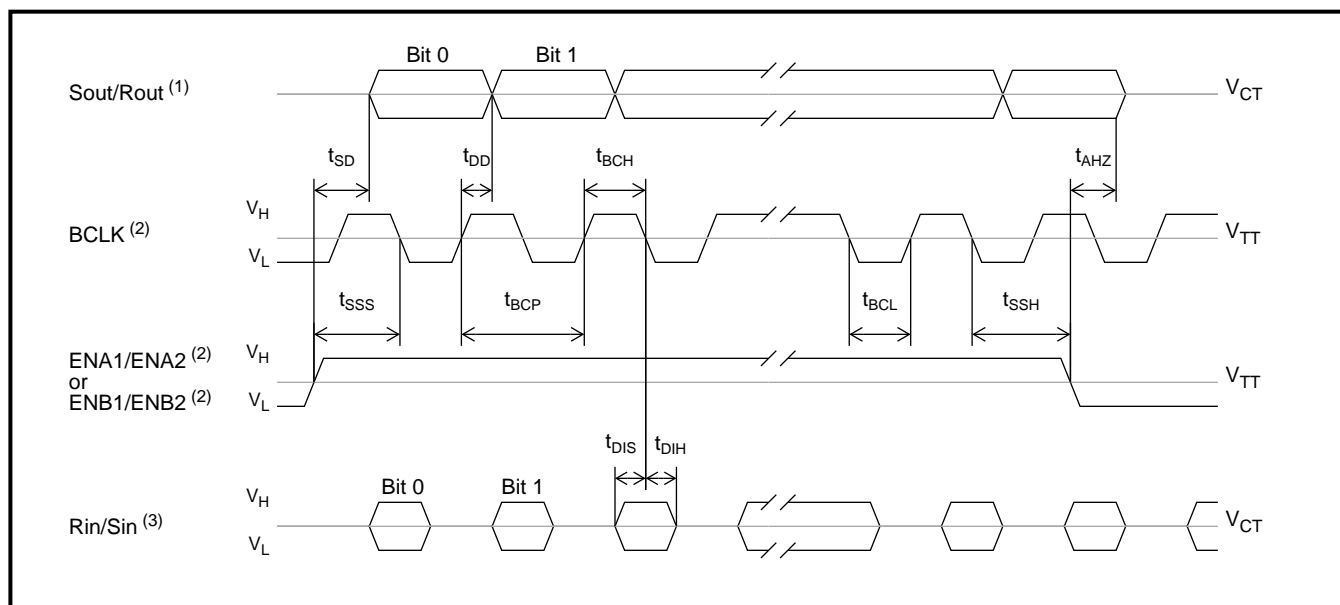 Bit 0 Bit 1
Sout/Rout (1) VCT
tSD tDD tBCH tAHZ
VH
BCLK (2) VTT
VL
tSSS tBCP tBCL tSSH
ENA1/ENA2 (2) VH
or VTT
ENB1/ENB2 (2) VL
tDIS tDIH
Bit 0 Bit 1
VH
Rin/Sin (3) VCT
VL